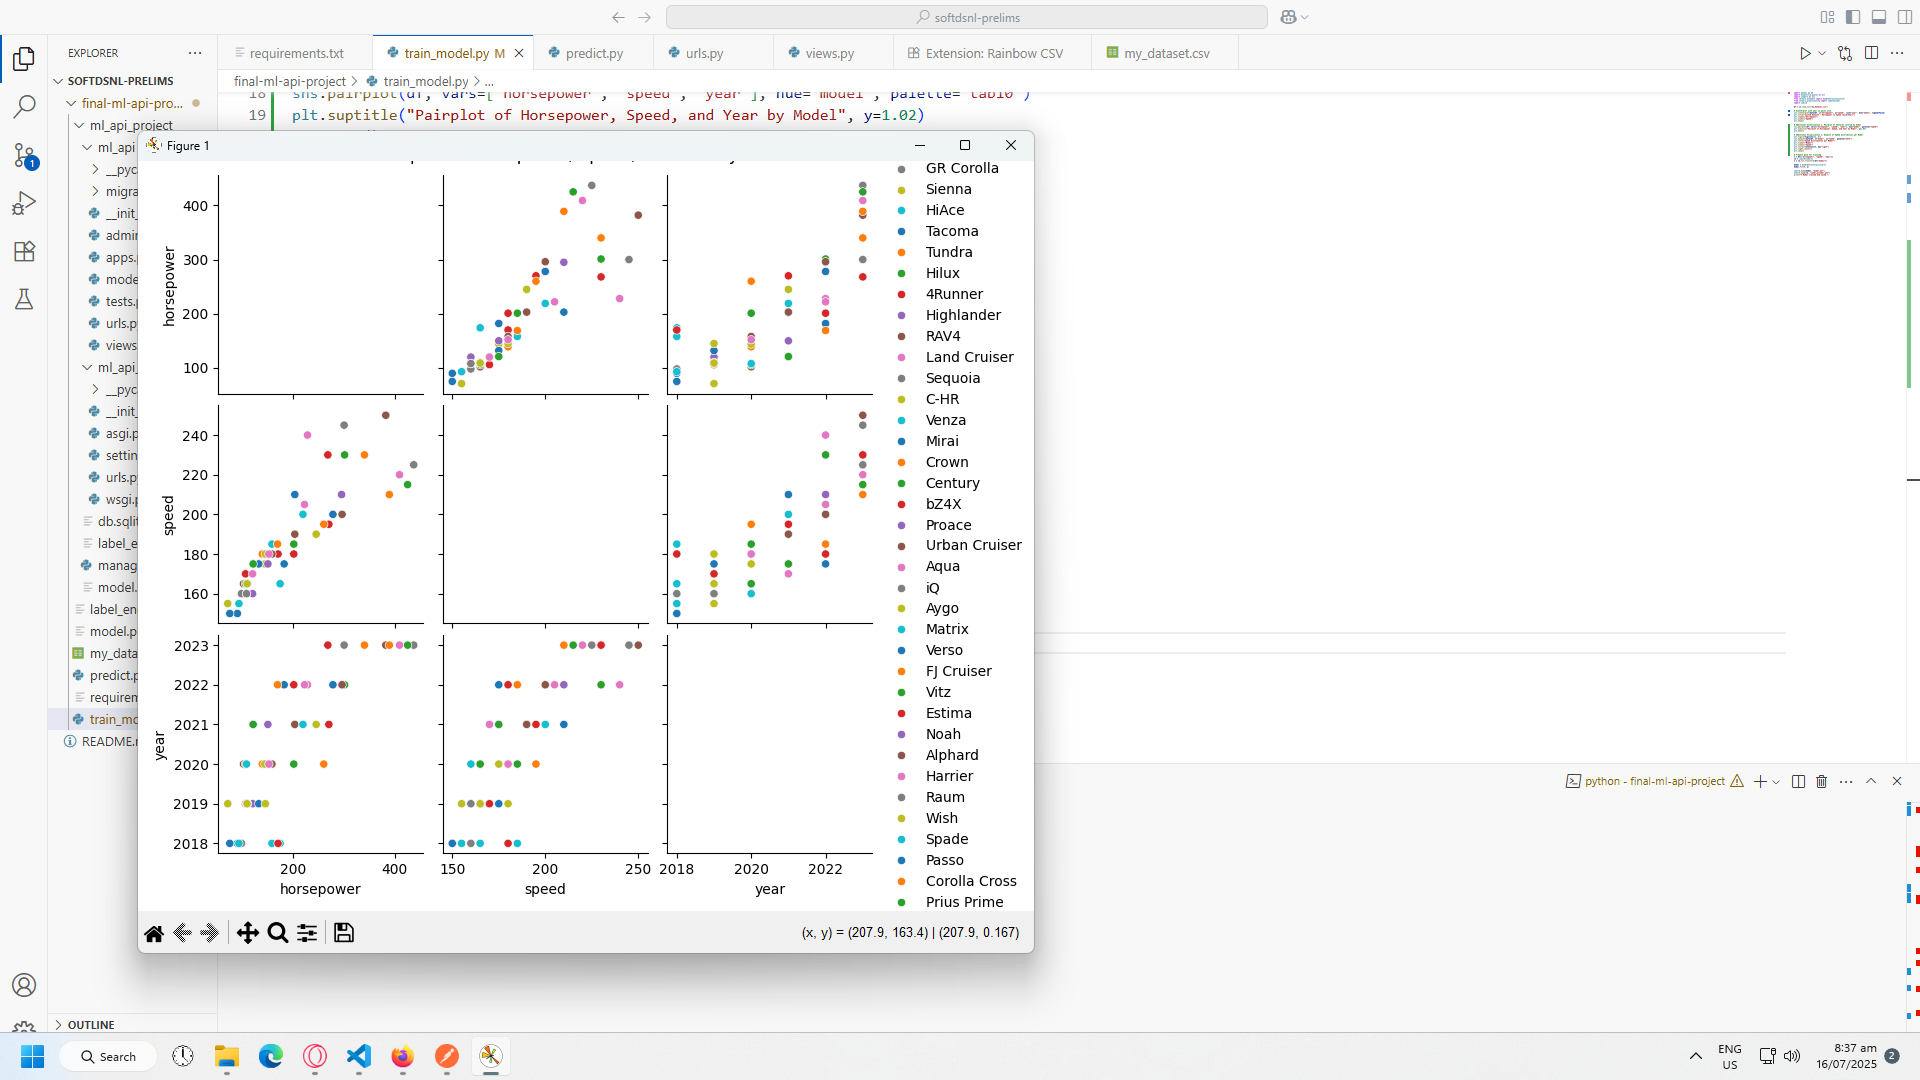 softdsnl-prelims
EXPLORER
requirements.txt
train_model.py M
predict.py
urls.py
views.py
Extension: Rainbow CSV
my_dataset.csv
SOFTDSNL-PRELIMS
final-ml-api-project > train_model.py > ...
final-ml-api-pro...
ml_api_project
ml_api
__pyc
migra
__init_
admi
apps.
mode
tests.p
urls.p
views
ml_api
__pyc
__init_
asgi.p
settin
urls.p
wsgi.p
db.sqlit
label_e
manag
model.
label_en
model.p
my_data
predict.p
requirem
train_mo
README.
OUTLINE
18 sns.pairplot(df, vars=["horsepower", "speed", "year"], hue="model", palette="tab10")
19 plt.suptitle("Pairplot of Horsepower, Speed, and Year by Model", y=1.02)
Figure 1
400
300
200
100
horsepower
240
220
200
180
160
speed
2023
2022
2021
2020
2019
2018
year
200 400
horsepower
150 200 250
speed
2018 2020 2022
year
GR Corolla
Sienna
HiAce
Tacoma
Tundra
Hilux
4Runner
Highlander
RAV4
Land Cruiser
Sequoia
C-HR
Venza
Mirai
Crown
Century
bZ4X
Proace
Urban Cruiser
Aqua
iQ
Aygo
Matrix
Verso
FJ Cruiser
Vitz
Estima
Noah
Alphard
Harrier
Raum
Wish
Spade
Passo
Corolla Cross
Prius Prime
(x, y) = (207.9, 163.4) | (207.9, 0.167)
python - final-ml-api-project
1
Search
ENG
US
8:37 am
16/07/2025
2